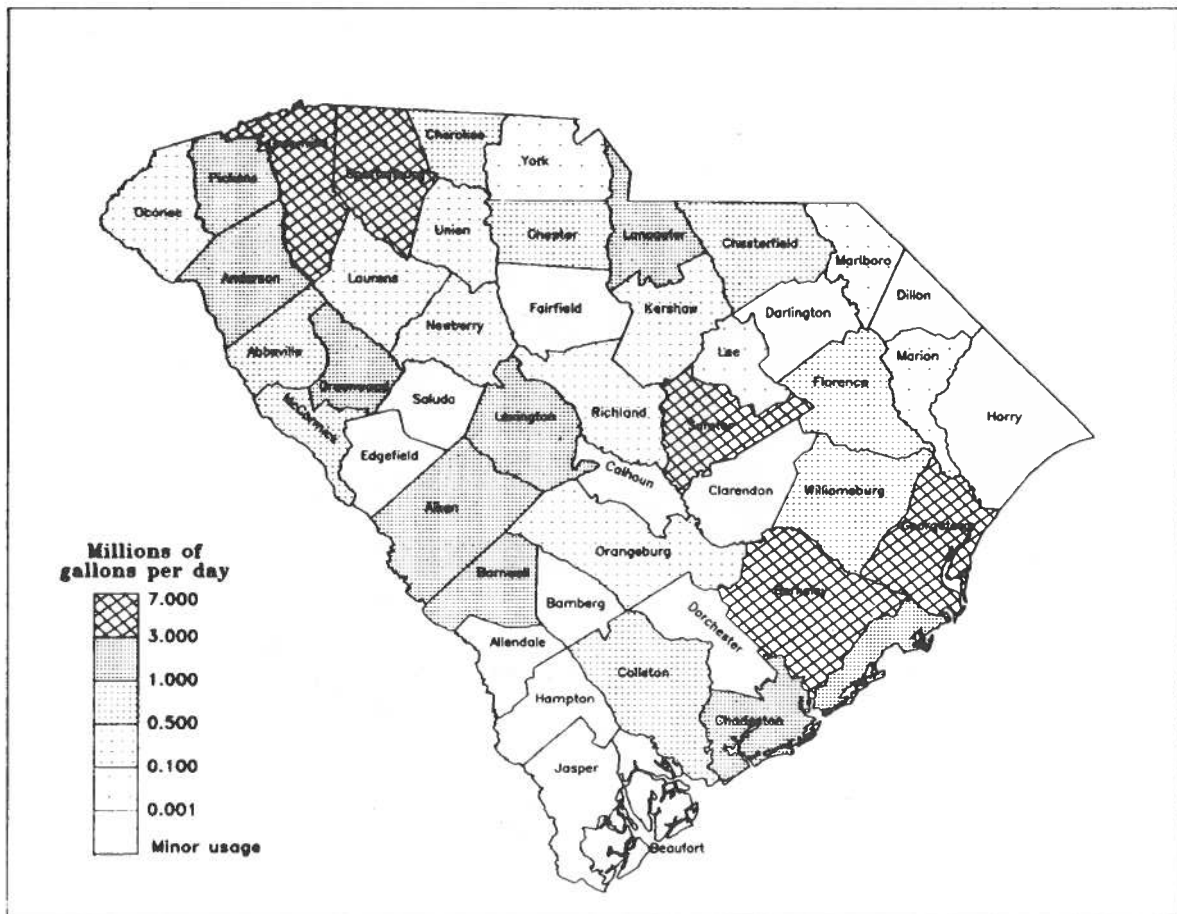 Cherokee
York
Pickens
Oconee
Union
Chester
Lancaster
Chesterfield
Marlboro
Anderson
Laurens
Dillon
Fairfield
Kershaw
Darlington
Newberry
Abbeville
Lee
Marion
Greenwood
Florence
Saluda
McCormick
Lexington
Richland
Horry
Sumter
Edgefield
Calhoun
Clarendon
Williamsburg
Aiken
Georgetown
Orangeburg
Barnwell
Berkeley
Bamberg
Dorchester
Allendale
Colleton
Hampton
Charleston
Jasper
Beaufort
Millions of
gallons per day
7.000
3.000
1.000
0.500
0.100
0.001
Minor usage